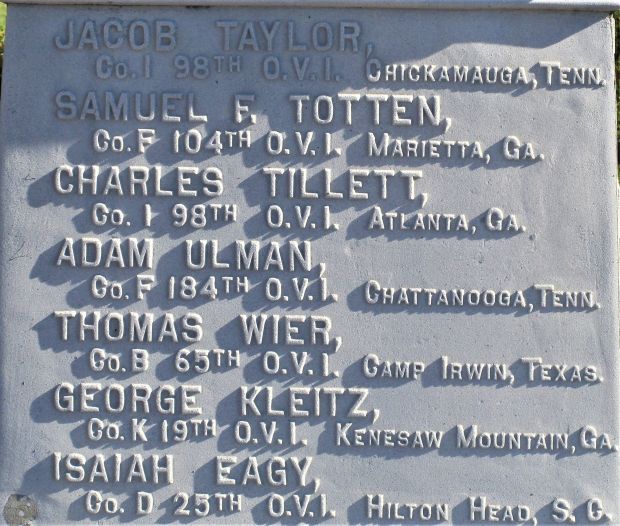 JACOB TAYLOR,
Co. I 98TH O.V.I. CHICKAMAUGA, TENN.
SAMUEL F. TOTTEN,
Co. F 104TH O.V.I. MARIETTA, GA.
CHARLES TILLETT,
Co. I 98TH O.V.I. ATLANTA, GA.
ADAM ULMAN,
Co. F 184TH O.V.I. CHATTANOOGA, TENN.
THOMAS WIER,
Co. B 65TH O.V.I. CAMP IRWIN, TEXAS.
GEORGE KLEITZ,
Co. K 19TH O.V.I. KENESAW MOUNTAIN, GA.
ISAIAH EAGY,
Co. D 25TH O.V.I. HILTON HEAD, S. C.